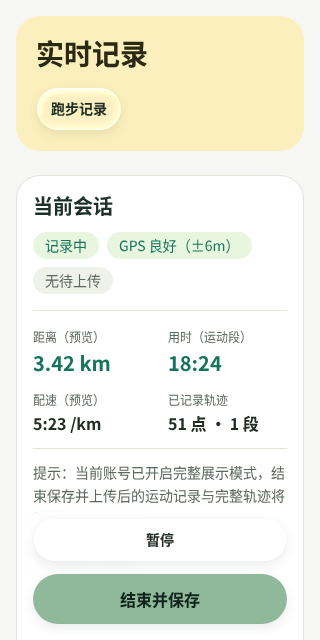 实时记录
跑步记录
当前会话
记录中 GPS 良好（±6m）
无待上传
距离（预览） 用时（运动段）
3.42 km 18:24
配速（预览） 已记录轨迹
5:23 /km 51 点 · 1 段
提示：当前账号已开启完整展示模式，结
束保存并上传后的运动记录与完整轨迹将
暂停
结束并保存